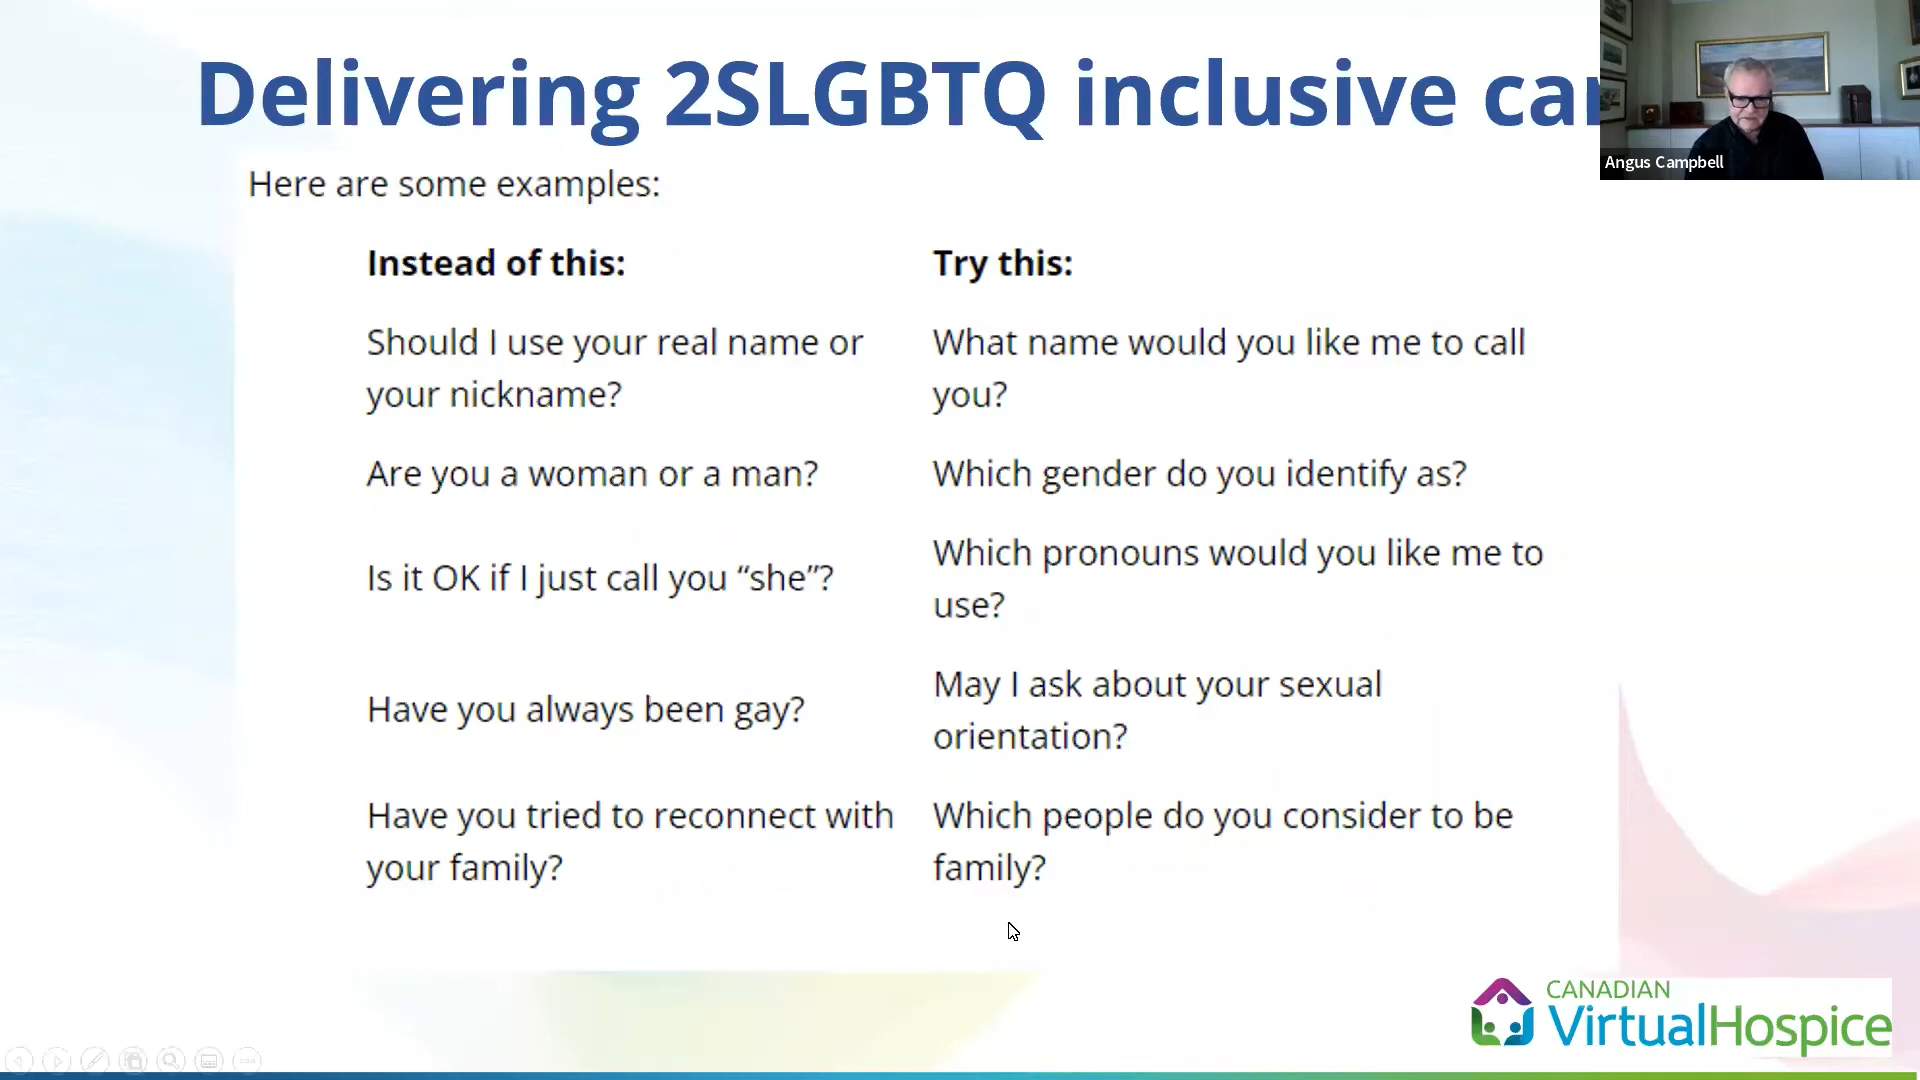 Delivering 2SLGBTQ inclusive
Angus Campbell
Here are some examples:
Instead of this:
Try this:
Should I use your real name or
your nickname?
What name would you like me to call
you?
Are you a woman or a man?
Which gender do you identify as?
Is it OK if I just call you “she”?
Which pronouns would you like me to
use?
Have you always been gay?
May I ask about your sexual
orientation?
Have you tried to reconnect with
your family?
Which people do you consider to be
family?
CANADIAN
VirtualHospice